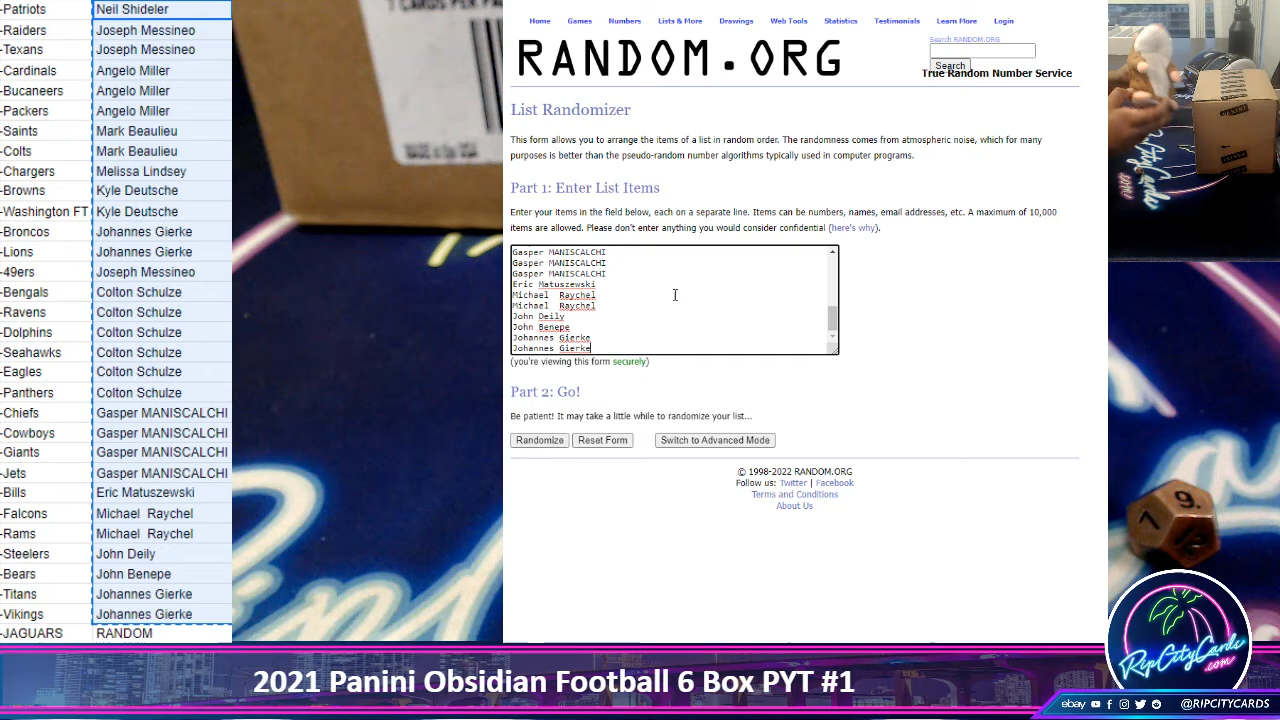 -Patriots Neil Shideler
-Raiders Joseph Messineo
-Texans Joseph Messineo
-Cardinals Angelo Miller
-Bucaneers Angelo Miller
-Packers Angelo Miller
-Saints Mark Beaulieu
-Colts Mark Beaulieu
-Chargers Melissa Lindsey
-Browns Kyle Deutsche
-Washington FT Kyle Deutsche
-Broncos Johannes Gierke
-Lions Johannes Gierke
-49ers Joseph Messineo
-Bengals Colton Schulze
-Ravens Colton Schulze
-Dolphins Colton Schulze
-Seahawks Colton Schulze
-Eagles Colton Schulze
-Panthers Colton Schulze
-Chiefs Gasper MANISCALCHI
-Cowboys Gasper MANISCALCHI
-Giants Gasper MANISCALCHI
-Jets Gasper MANISCALCHI
-Bills Eric Matuszewski
-Falcons Michael  Raychel
-Rams Michael  Raychel
-Steelers John Deily
-Bears John Benepe
-Titans Johannes Gierke
-Vikings Johannes Gierke
-JAGUARS RANDOM
7 CARDS PER PA
Home Games Numbers Lists & More Drawings Web Tools Statistics Testimonials Learn More Login
RANDOM.ORG
Search RANDOM.ORG
Search
True Random Number Service
List Randomizer
This form allows you to arrange the items of a list in random order. The randomness comes from atmospheric noise, which for many
purposes is better than the pseudo-random number algorithms typically used in computer programs.
Part 1: Enter List Items
Enter your items in the field below, each on a separate line. Items can be numbers, names, email addresses, etc. A maximum of 10,000
items are allowed. Please don't enter anything you would consider confidential (here's why).
Gasper MANISCALCHI
Gasper MANISCALCHI
Gasper MANISCALCHI
Eric Matuszewski
Michael  Raychel
Michael  Raychel
John Deily
John Benepe
Johannes Gierke
Johannes Gierke
(you're viewing this form securely)
Part 2: Go!
Be patient! It may take a little while to randomize your list...
Randomize Reset Form Switch to Advanced Mode
© 1998-2022 RANDOM.ORG
Follow us: Twitter | Facebook
Terms and Conditions
About Us
7
9.
RipCityCards
.com
2021 Panini Obsidian Football 6 Box PYT #1
ebay @RIPCITYCARDS